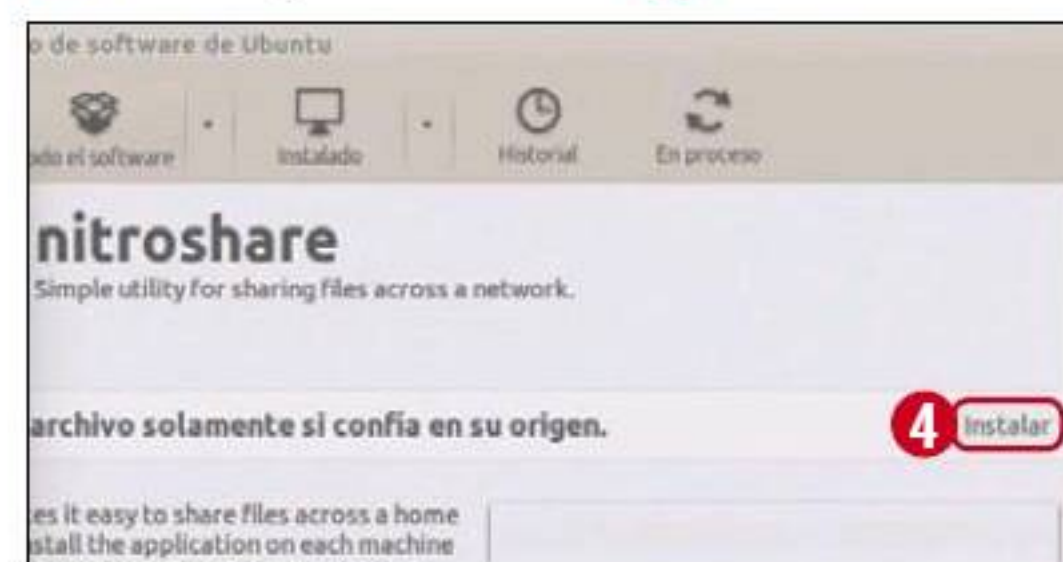 o de software de Ubuntu
odo el software
Instalado
Historial
En proceso
nitroshare
Simple utility for sharing files across a network.
archivo solamente si confía en su origen.
4 Instalar
es it easy to share files across a home
nstall the application on each machine